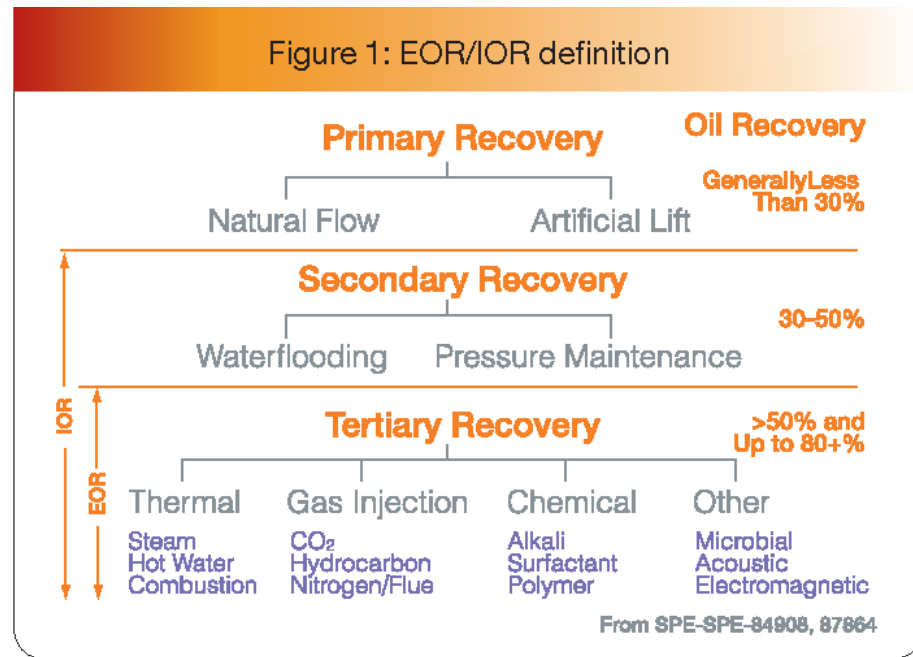 Figure 1: EOR/IOR definition
Primary Recovery
Oil Recovery
GenerallyLess
Than 30%
Natural Flow
Artificial Lift
Secondary Recovery
30–50%
Waterflooding
Pressure Maintenance
IOR
EOR
Tertiary Recovery
>50% and
Up to 80+%
Thermal
Steam
Hot Water
Combustion
Gas Injection
CO₂
Hydrocarbon
Nitrogen/Flue
Chemical
Alkali
Surfactant
Polymer
Other
Microbial
Acoustic
Electromagnetic
From SPE-SPE-84908, 87864